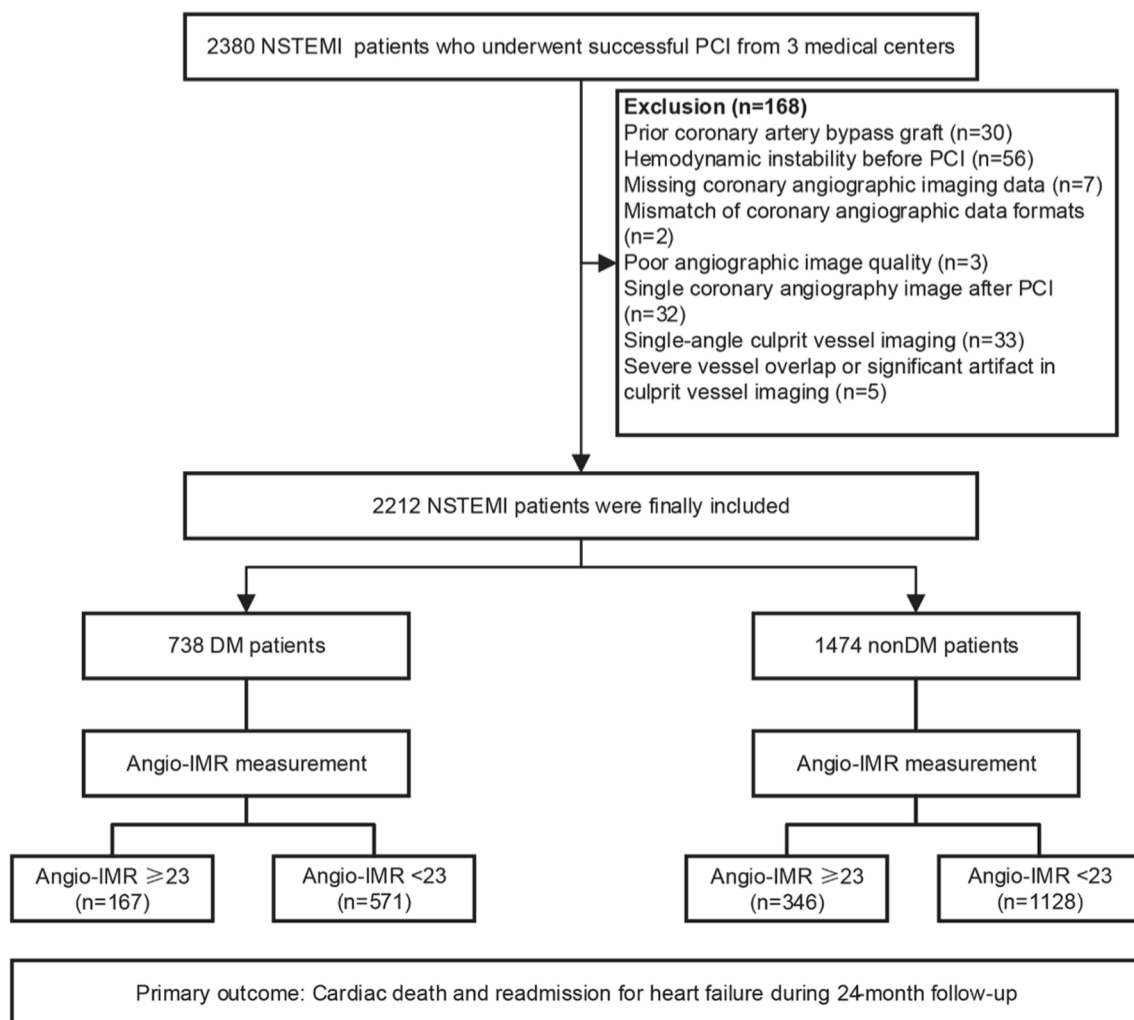 2380 NSTEMI patients who underwent successful PCI from 3 medical centers
Exclusion (n=168)
Prior coronary artery bypass graft (n=30)
Hemodynamic instability before PCI (n=56)
Missing coronary angiographic imaging data (n=7)
Mismatch of coronary angiographic data formats
(n=2)
Poor angiographic image quality (n=3)
Single coronary angiography image after PCI
(n=32)
Single-angle culprit vessel imaging (n=33)
Severe vessel overlap or significant artifact in
culprit vessel imaging (n=5)
2212 NSTEMI patients were finally included
738 DM patients
1474 nonDM patients
Angio-IMR measurement
Angio-IMR measurement
Angio-IMR ≥23
(n=167)
Angio-IMR <23
(n=571)
Angio-IMR ≥23
(n=346)
Angio-IMR <23
(n=1128)
Primary outcome: Cardiac death and readmission for heart failure during 24-month follow-up